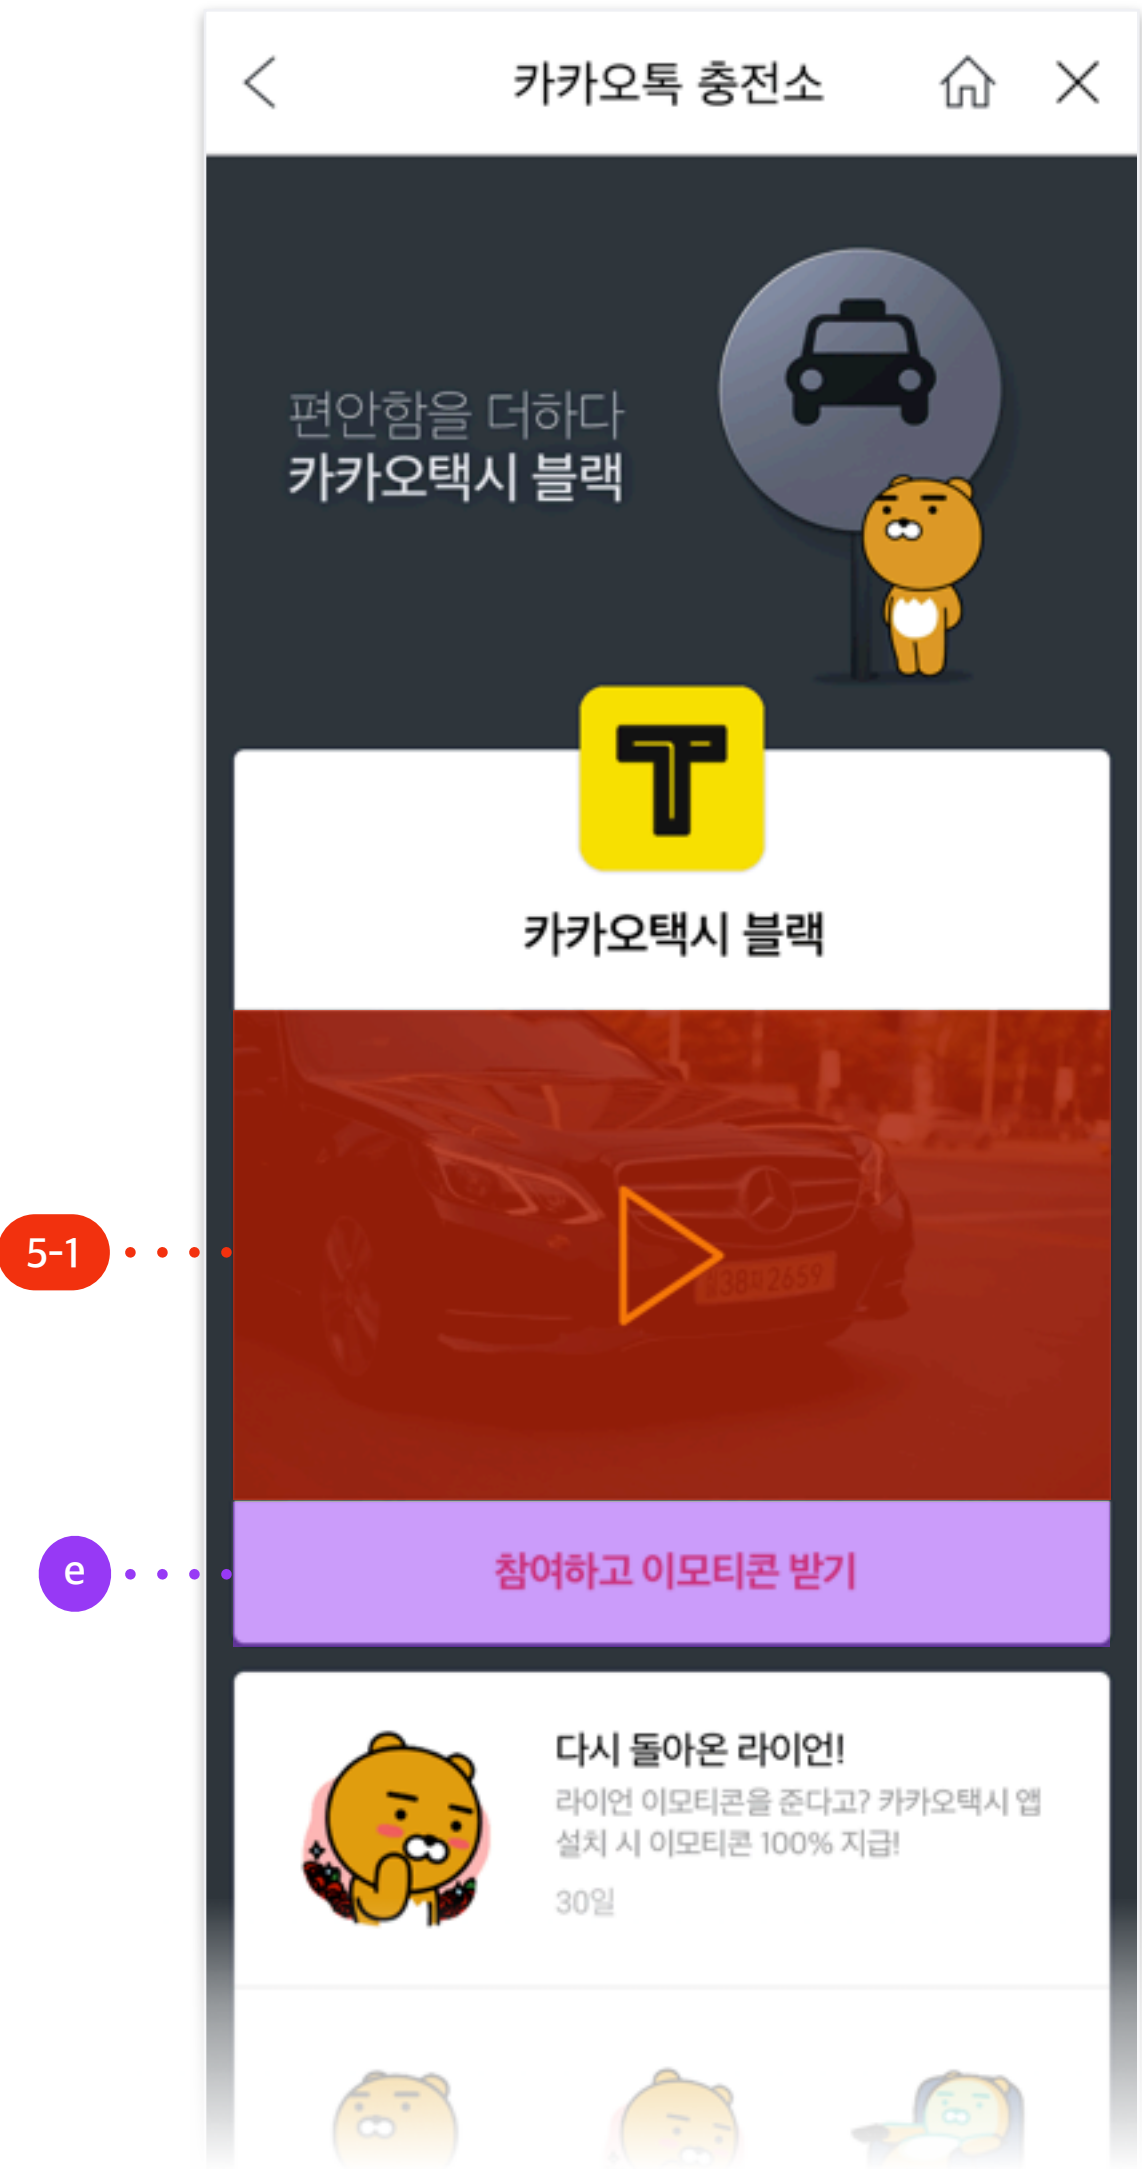 카카오톡 충전소
편안함을 더하다
카카오택시 블랙
T
카카오택시 블랙
5-1
e
참여하고 이모티콘 받기
다시 돌아온 라이언!
라이언 이모티콘을 준다고? 카카오택시 앱
설치 시 이모티콘 100% 지급!
30일